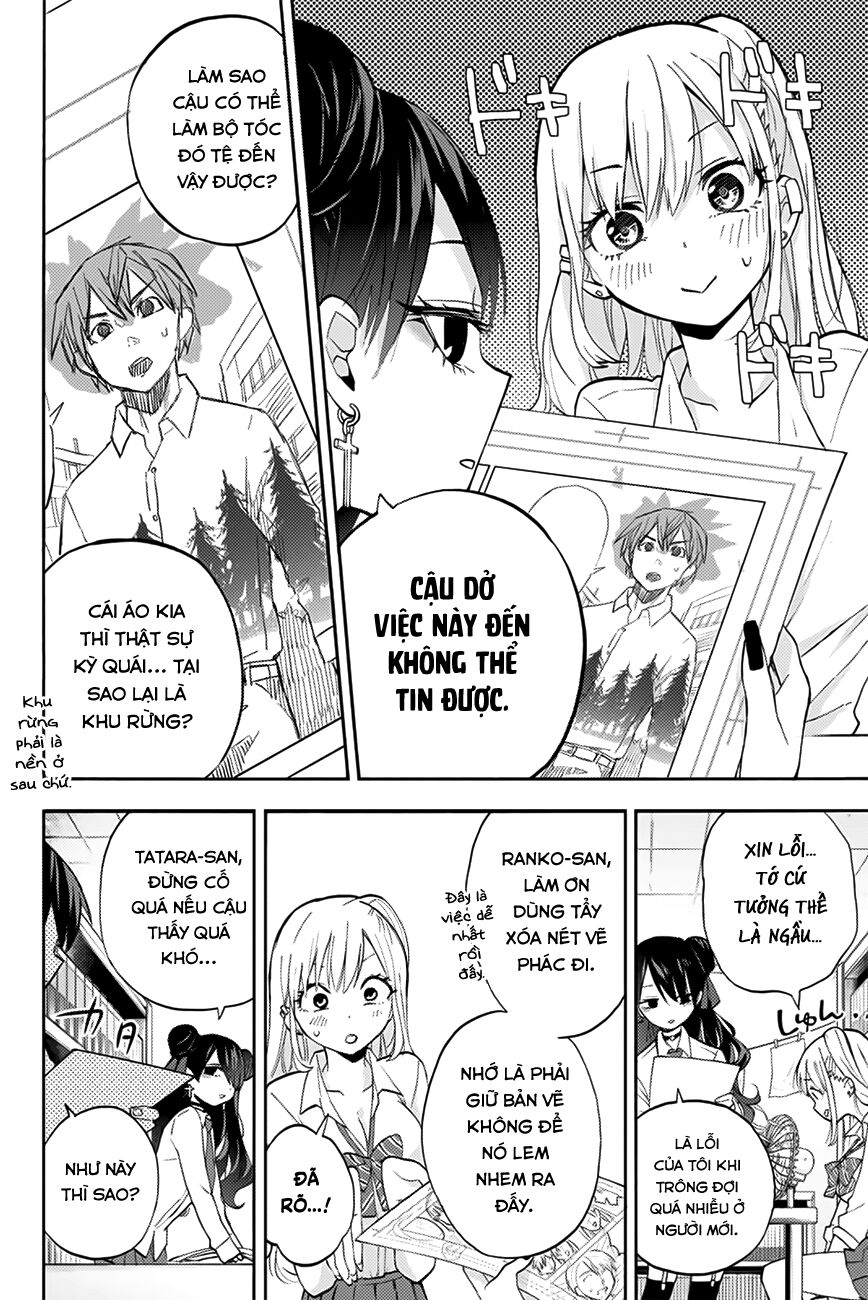 ドキ
ドキ
ドキ
ドキ
CẬU DỞ
VIỆC NÀY ĐẾN
KHÔNG THỂ
TIN ĐƯỢC.
LÀM SAO
CẬU CÓ THỂ
LÀM BỘ TÓC
ĐÓ TỆ ĐẾN
VẬY ĐƯỢC?
CÁI ÁO KIA
THÌ THẬT SỰ
KỲ QUÁI... TẠI
SAO LẠI LÀ
KHU RỪNG?
Khu
rừng
phải là
nền ở
sau chứ.
XIN LỖI...
TỚ CỨ
TƯỞNG THẾ
LÀ NGẦU...
LÀ LỖI
CỦA TÔI KHI
TRÔNG ĐỢI
QUÁ NHIỀU Ở
NGƯỜI MỚI.
RANKO-SAN,
LÀM ƠN
DÙNG TẨY
XÓA NÉT VẼ
PHÁC ĐI.
Đấy là
việc dễ
nhất
rồi
đấy.
NHỚ LÀ PHẢI
GIỮ BẢN VẼ
KHÔNG ĐỂ
NÓ LEM
NHEM RA
ĐẤY.
ĐÃ
RÕ...!
TATARA-SAN,
ĐỪNG CỐ
QUÁ NẾU CẬU
THẤY QUÁ
KHÓ...
NHƯ NÀY
THÌ SAO?